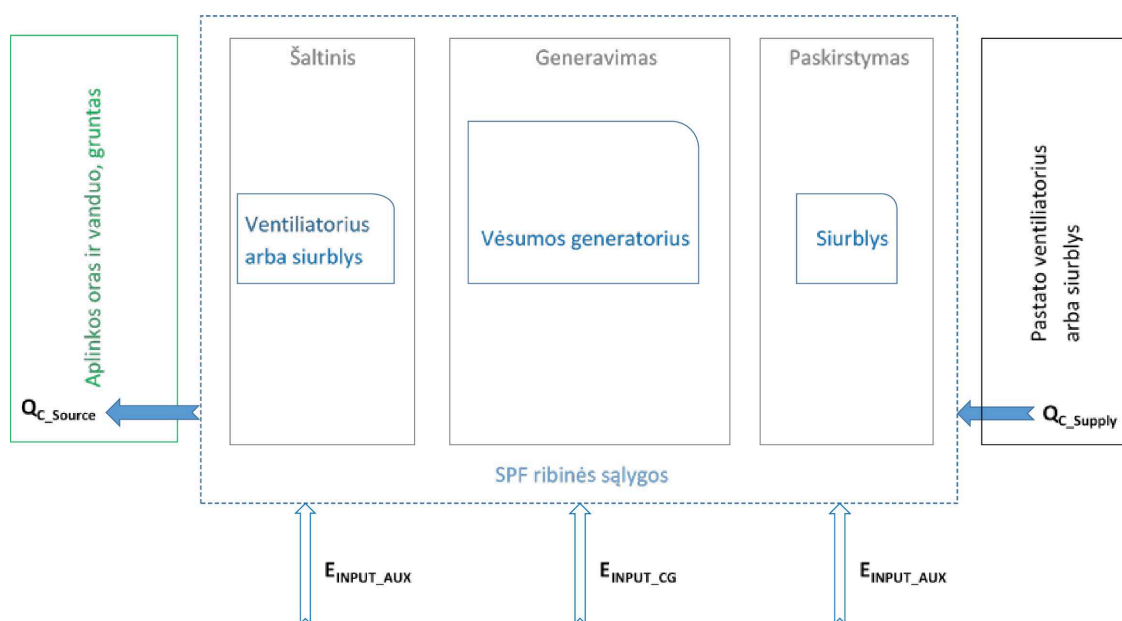 Šaltinis
Generavimas
Paskirstymas
Aplinkos oras ir vanduo, gruntas
Ventiliatorius
arba siurblys
Vėsumos generatorius
Siurblys
Pastato ventiliatorius
arba siurblys
QC_Source
QC_Supply
SPF ribinės sąlygos
EINPUT_AUX
EINPUT_CG
EINPUT_AUX